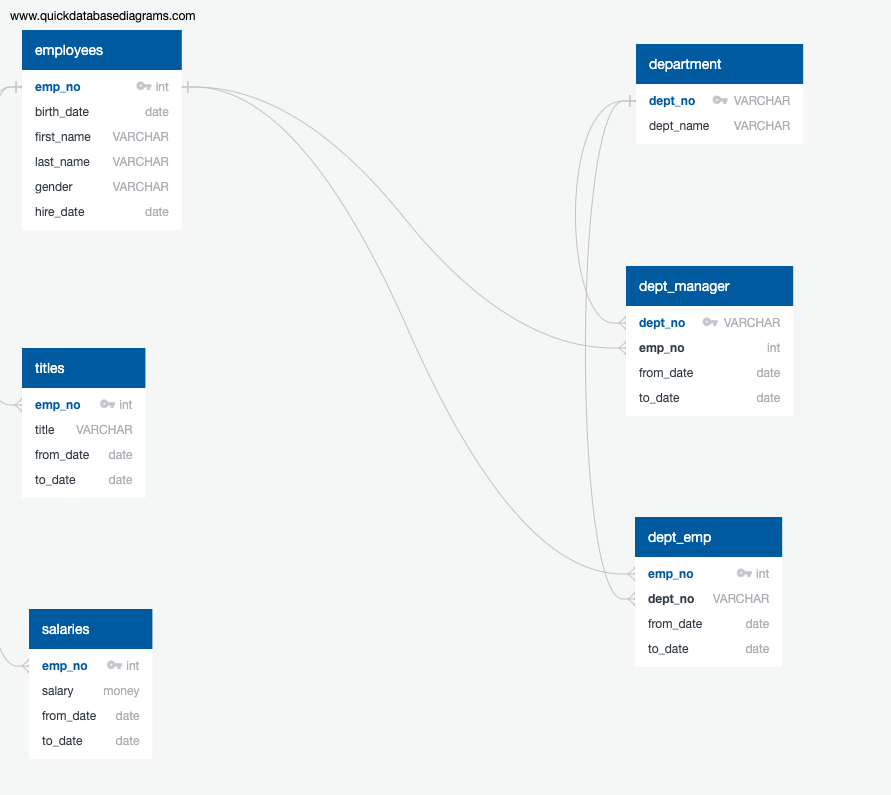 www.quickdatabasediagrams.com
employees
emp_no int
birth_date date
first_name VARCHAR
last_name VARCHAR
gender VARCHAR
hire_date date
department
dept_no VARCHAR
dept_name VARCHAR
dept_manager
dept_no VARCHAR
emp_no int
from_date date
to_date date
titles
emp_no int
title VARCHAR
from_date date
to_date date
dept_emp
emp_no int
dept_no VARCHAR
from_date date
to_date date
salaries
emp_no int
salary money
from_date date
to_date date